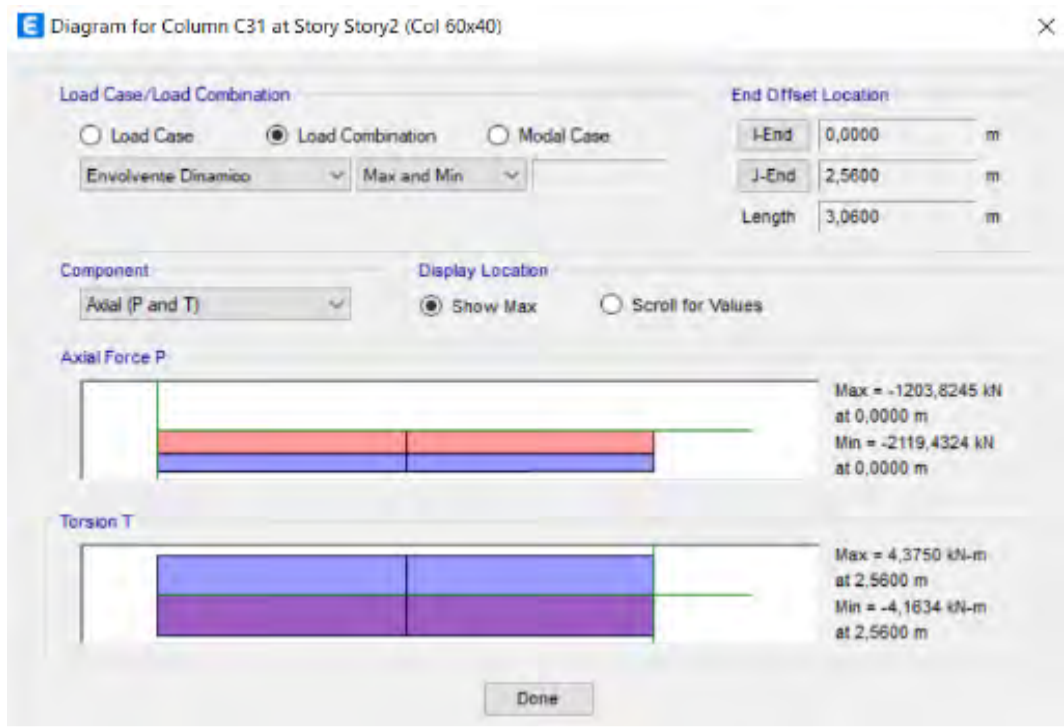 E Diagram for Column C31 at Story Story2 (Col 60x40)
Load Case/Load Combination
Load Case Load Combination Modal Case
Envolvente Dinamico Max and Min
End Offset Location
I-End 0,0000 m
J-End 2,5600 m
Length 3,0600 m
Component
Axial (P and T)
Display Location
Show Max Scroll for Values
Axial Force P
Max = -1203,8245 kN
at 0,0000 m
Min = -2119,4324 kN
at 0,0000 m
Torsion T
Max = 4,3750 kN-m
at 2,5600 m
Min = -4,1634 kN-m
at 2,5600 m
Done